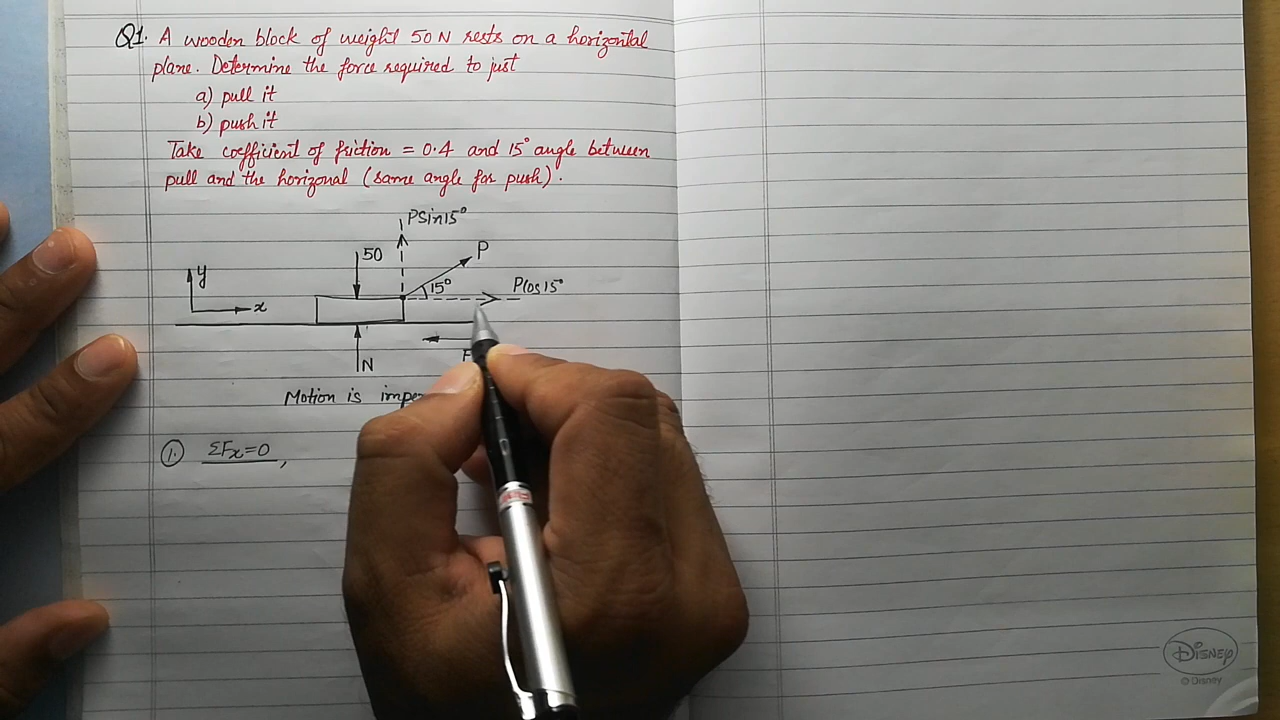 Q1. A wooden block of weight 50 N rests on a horizontal
plane. Determine the force required to just
a) pull it
b) push it
Take coefficient of friction = 0.4 and 15° angle between
pull and the horizonal (same angle for push).
PSin15°
50
P
15°
PCos15°
y
x
F
N
Motion is
1. ΣFx=0,
DISNEY
© Disney